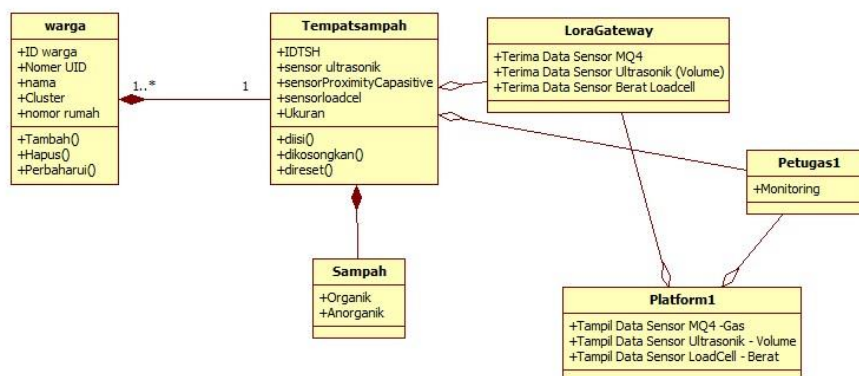 warga
+ID warga
+Nomer UID
+nama
+Cluster
+nomor rumah
+Tambah()
+Hapus()
+Perbaharui()
1..*
1
Tempatsampah
+IDTSH
+sensor ultrasonik
+sensorProximityCapasitive
+sensorloadcel
+Ukuran
+diisi()
+dikosongkan()
+direset()
LoraGateway
+Terima Data Sensor MQ4
+Terima Data Sensor Ultrasonik (Volume)
+Terima Data Sensor Berat Loadcell
Petugas1
+Monitoring
Sampah
+Organik
+Anorganik
Platform1
+Tampil Data Sensor MQ4 -Gas
+Tampil Data Sensor Ultrasonik - Volume
+Tampil Data Sensor LoadCell - Berat